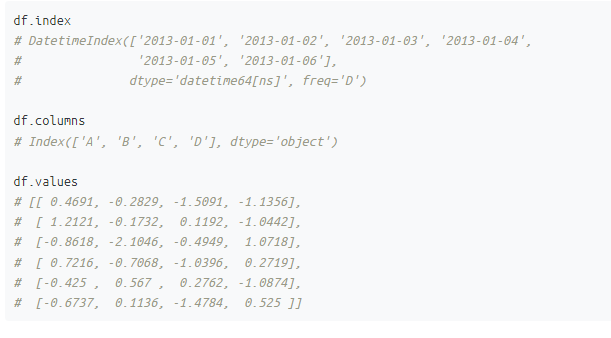 df.index
# DatetimeIndex(['2013-01-01', '2013-01-02', '2013-01-03', '2013-01-04',
#                '2013-01-05', '2013-01-06'],
#               dtype='datetime64[ns]', freq='D')
df.columns
# Index(['A', 'B', 'C', 'D'], dtype='object')
df.values
# [[ 0.4691, -0.2829, -1.5091, -1.1356],
#  [ 1.2121, -0.1732,  0.1192, -1.0442],
#  [-0.8618, -2.1046, -0.4949,  1.0718],
#  [ 0.7216, -0.7068, -1.0396,  0.2719],
#  [-0.425 ,  0.567 ,  0.2762, -1.0874],
#  [-0.6737,  0.1136, -1.4784,  0.525 ]]